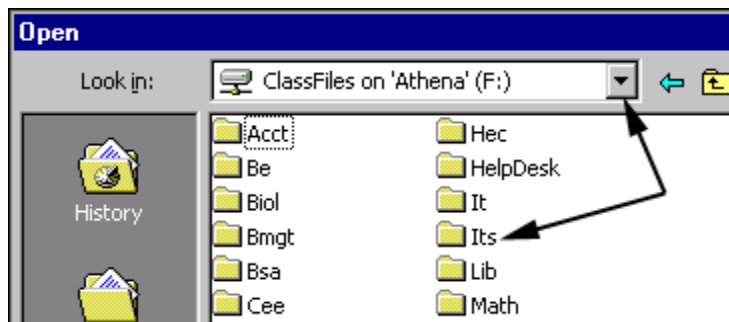 Open
Look in: ClassFiles on 'Athena' (F:)
History
Acct
Be
Biol
Bmgt
Bsa
Cee
Hec
HelpDesk
It
Its
Lib
Math